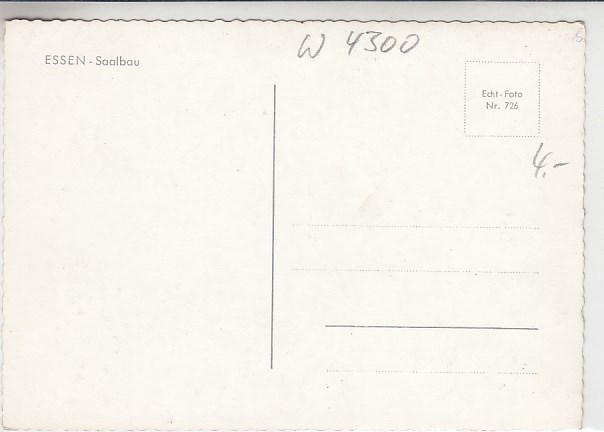 W 4300
ESSEN - Saalbau
Echt-Foto
Nr. 726
4.-